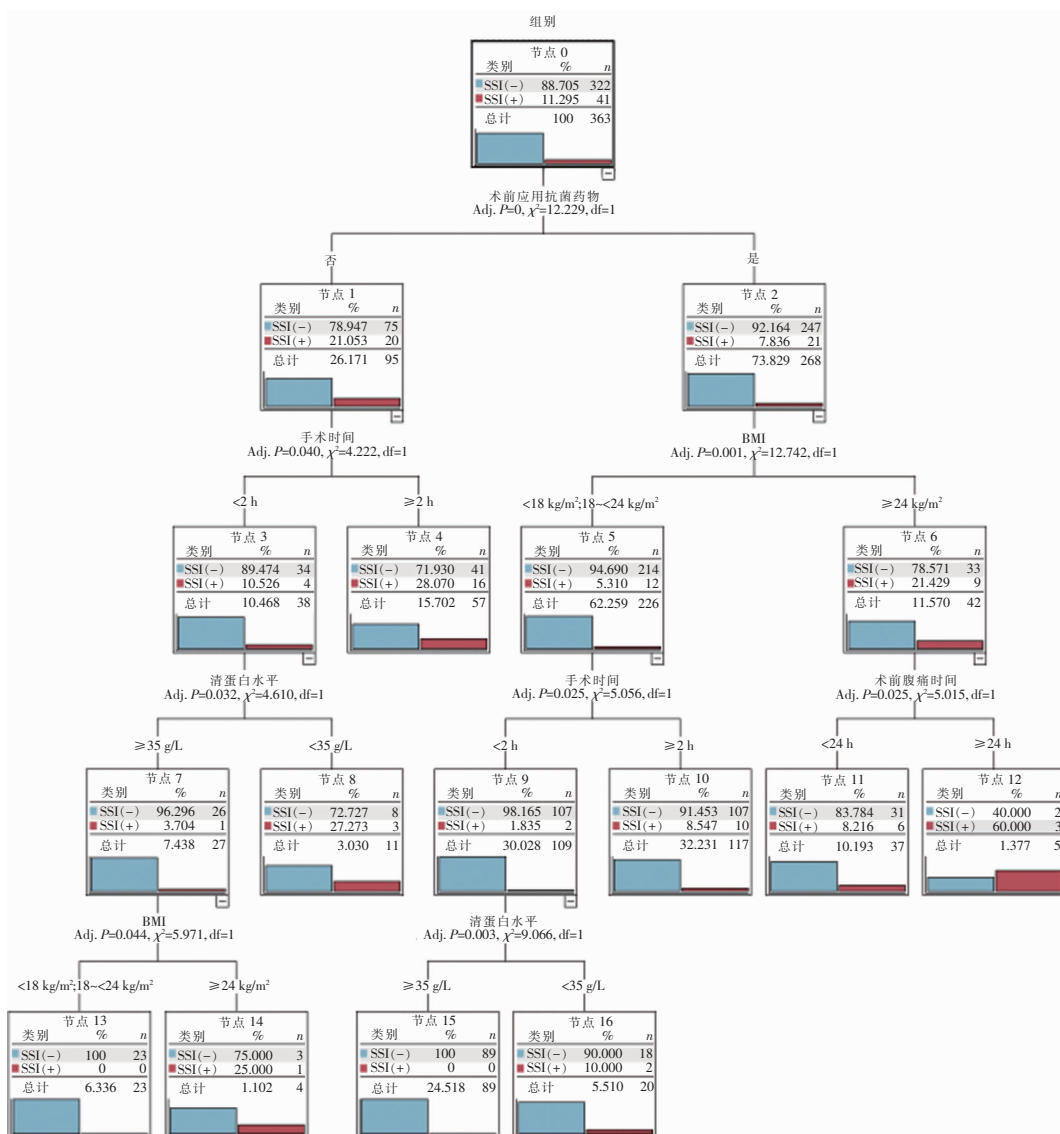 组别
节点 0
类别 % n
SSI(-) 88.705 322
SSI(+) 11.295 41
总计 100 363
术前应用抗菌药物
Adj. P=0, χ²=12.229, df=1
否
是
节点 1
类别 % n
SSI(-) 78.947 75
SSI(+) 21.053 20
总计 26.171 95
节点 2
类别 % n
SSI(-) 92.164 247
SSI(+) 7.836 21
总计 73.829 268
手术时间
Adj. P=0.040, χ²=4.222, df=1
BMI
Adj. P=0.001, χ²=12.742, df=1
<2 h
≥2 h
<18 kg/m²;18~<24 kg/m²
≥24 kg/m²
节点 3
类别 % n
SSI(-) 89.474 34
SSI(+) 10.526 4
总计 10.468 38
节点 4
类别 % n
SSI(-) 71.930 41
SSI(+) 28.070 16
总计 15.702 57
节点 5
类别 % n
SSI(-) 94.690 214
SSI(+) 5.310 12
总计 62.259 226
节点 6
类别 % n
SSI(-) 78.571 33
SSI(+) 21.429 9
总计 11.570 42
清蛋白水平
Adj. P=0.032, χ²=4.610, df=1
手术时间
Adj. P=0.025, χ²=5.056, df=1
术前腹痛时间
Adj. P=0.025, χ²=5.015, df=1
≥35 g/L
<35 g/L
<2 h
≥2 h
<24 h
≥24 h
节点 7
类别 % n
SSI(-) 96.296 26
SSI(+) 3.704 1
总计 7.438 27
节点 8
类别 % n
SSI(-) 72.727 8
SSI(+) 27.273 3
总计 3.030 11
节点 9
类别 % n
SSI(-) 98.165 107
SSI(+) 1.835 2
总计 30.028 109
节点 10
类别 % n
SSI(-) 91.453 107
SSI(+) 8.547 10
总计 32.231 117
节点 11
类别 % n
SSI(-) 83.784 31
SSI(+) 8.216 6
总计 10.193 37
节点 12
类别 % n
SSI(-) 40.000 2
SSI(+) 60.000 3
总计 1.377 5
BMI
Adj. P=0.044, χ²=5.971, df=1
清蛋白水平
Adj. P=0.003, χ²=9.066, df=1
<18 kg/m²;18~<24 kg/m²
≥24 kg/m²
≥35 g/L
<35 g/L
节点 13
类别 % n
SSI(-) 100 23
SSI(+) 0 0
总计 6.336 23
节点 14
类别 % n
SSI(-) 75.000 3
SSI(+) 25.000 1
总计 1.102 4
节点 15
类别 % n
SSI(-) 100 89
SSI(+) 0 0
总计 24.518 89
节点 16
类别 % n
SSI(-) 90.000 18
SSI(+) 10.000 2
总计 5.510 20